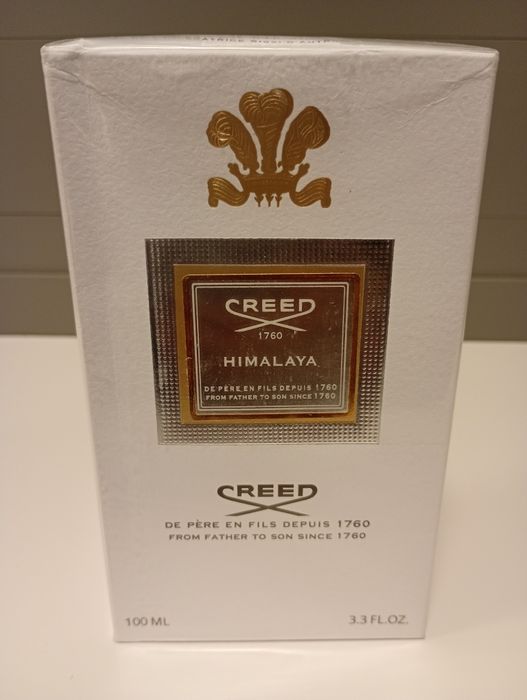 CREED
1760
HIMALAYA
DE PÈRE EN FILS DEPUIS 1760
FROM FATHER TO SON SINCE 1760
CREED
DE PÈRE EN FILS DEPUIS 1760
FROM FATHER TO SON SINCE 1760
100 ML 3.3 FL.OZ.